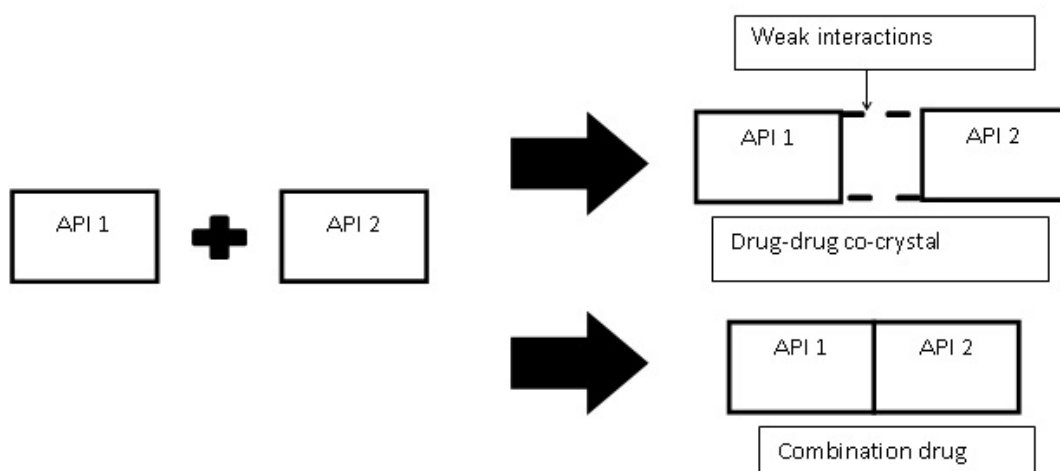 Weak interactions
API 1
API 2
API 1
API 2
Drug-drug co-crystal
API 1
API 2
Combination drug